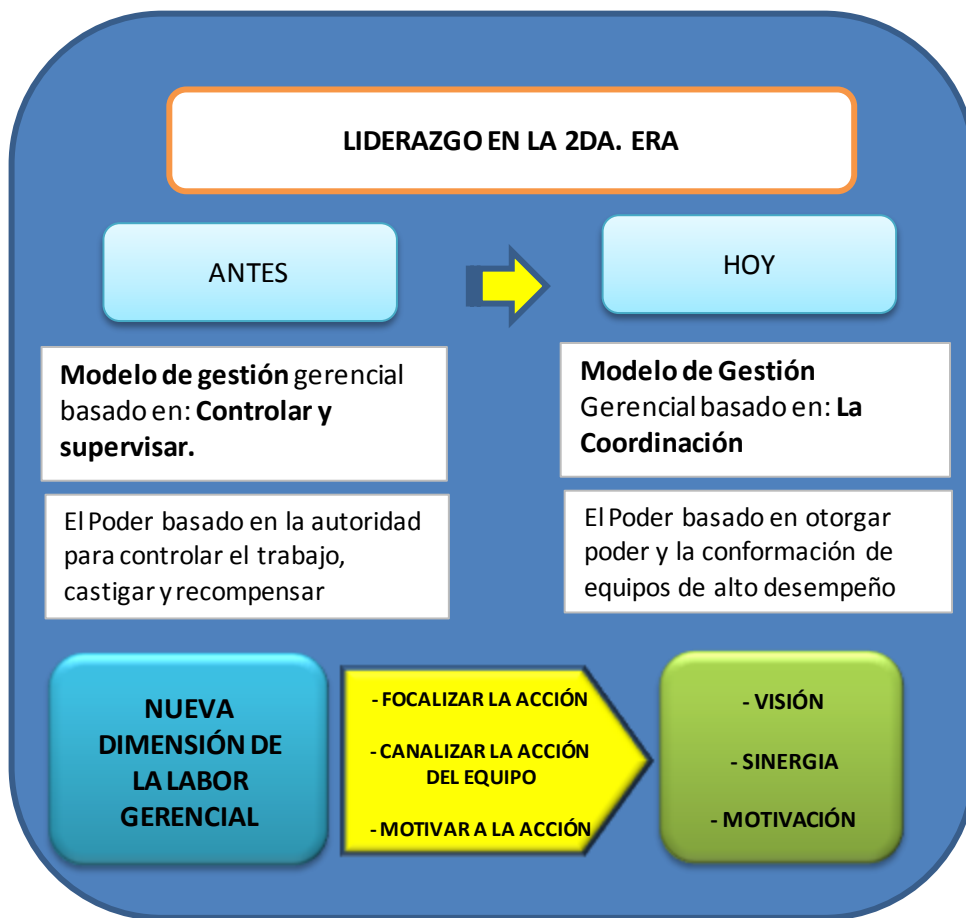 LIDERAZGO EN LA 2DA. ERA
ANTES
HOY
Modelo de gestión gerencial
basado en: Controlar y
supervisar.
Modelo de Gestión
Gerencial basado en: La
Coordinación
El Poder basado en la autoridad
para controlar el trabajo,
castigar y recompensar
El Poder basado en otorgar
poder y la conformación de
equipos de alto desempeño
NUEVA
DIMENSIÓN DE
LA LABOR
GERENCIAL
- FOCALIZAR LA ACCIÓN
- CANALIZAR LA ACCIÓN
DEL EQUIPO
- MOTIVAR A LA ACCIÓN
- VISIÓN
- SINERGIA
- MOTIVACIÓN